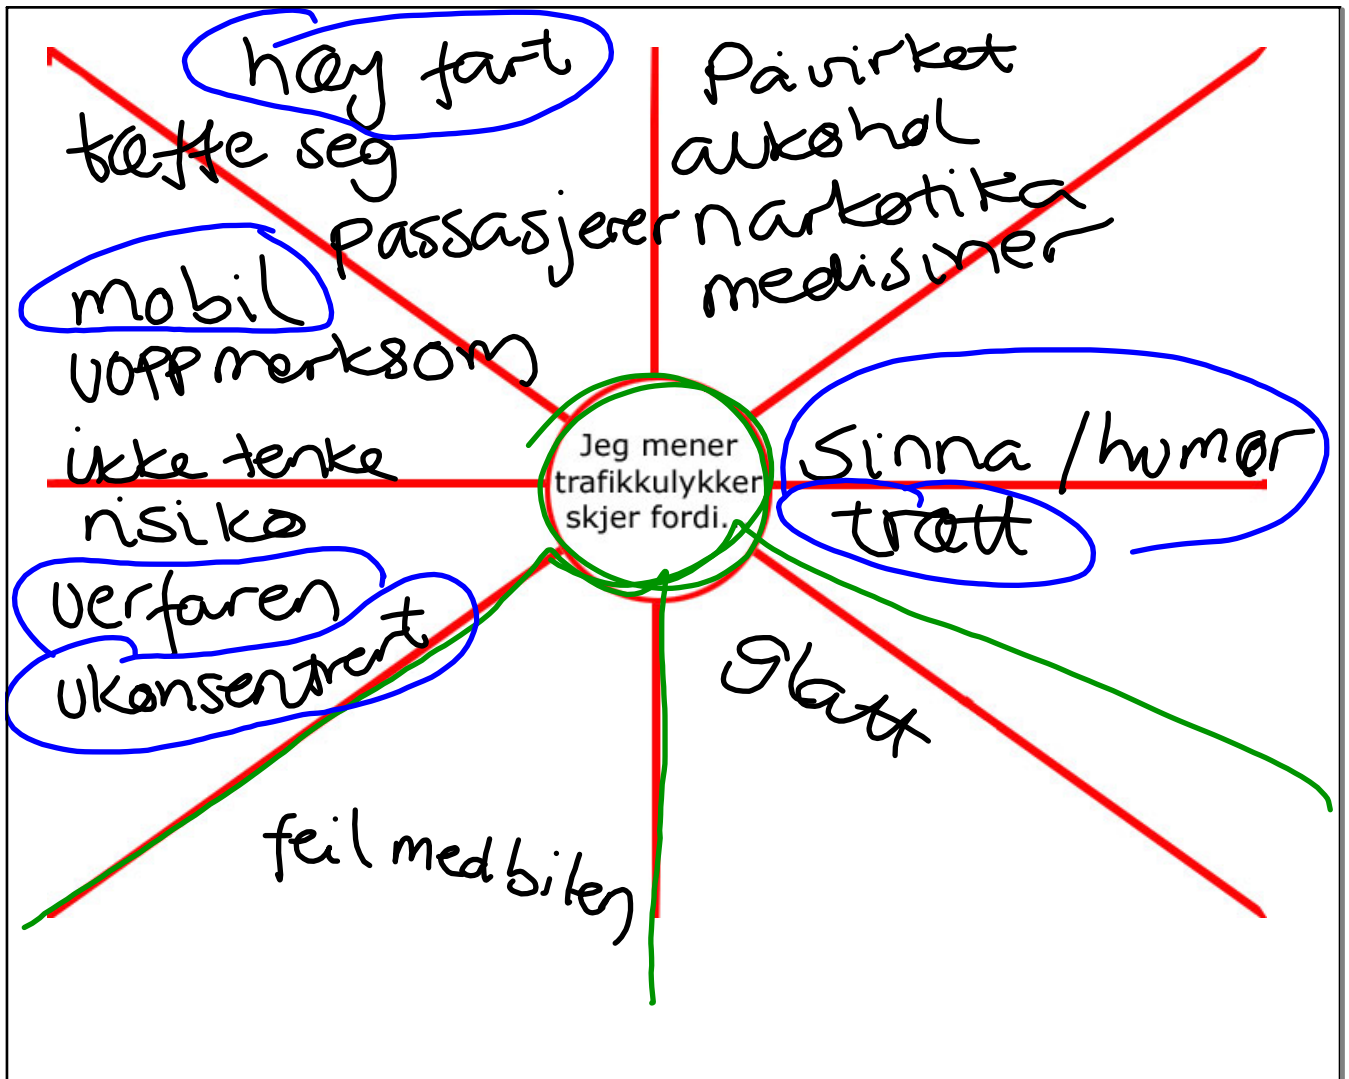 høy fart
tøffe seg
passasjerer
Påvirket
alkohol
narkotika
medisiner
mobil
uoppmerksom
ikke tenke
risiko
uerfaren
ukonsentrert
Jeg mener
trafikkulykker
skjer fordi..
sinna / humør
trøtt
feil med bilen
Glatt